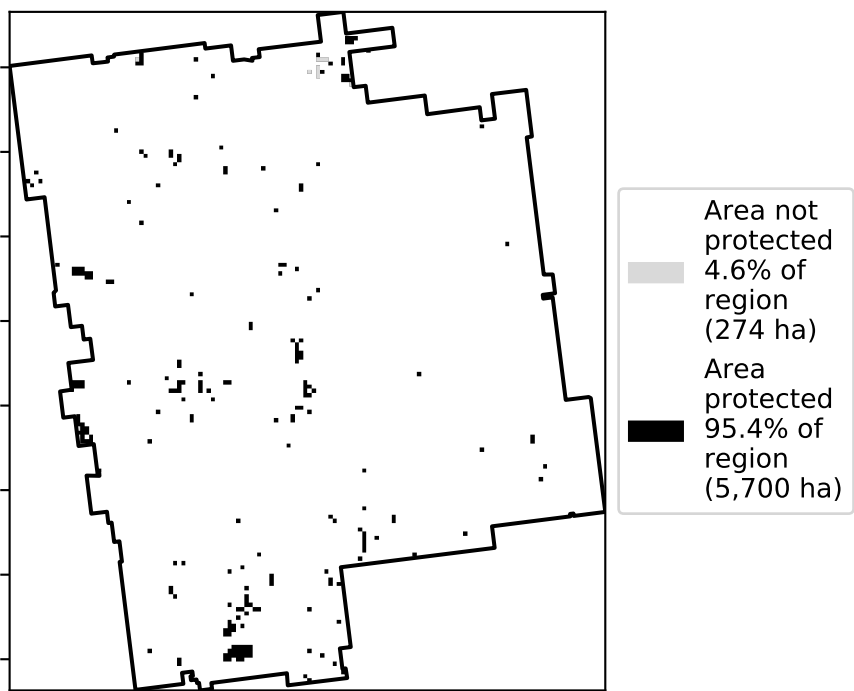 Area not
protected
4.6% of
region
(274 ha)
Area
protected
95.4% of
region
(5,700 ha)